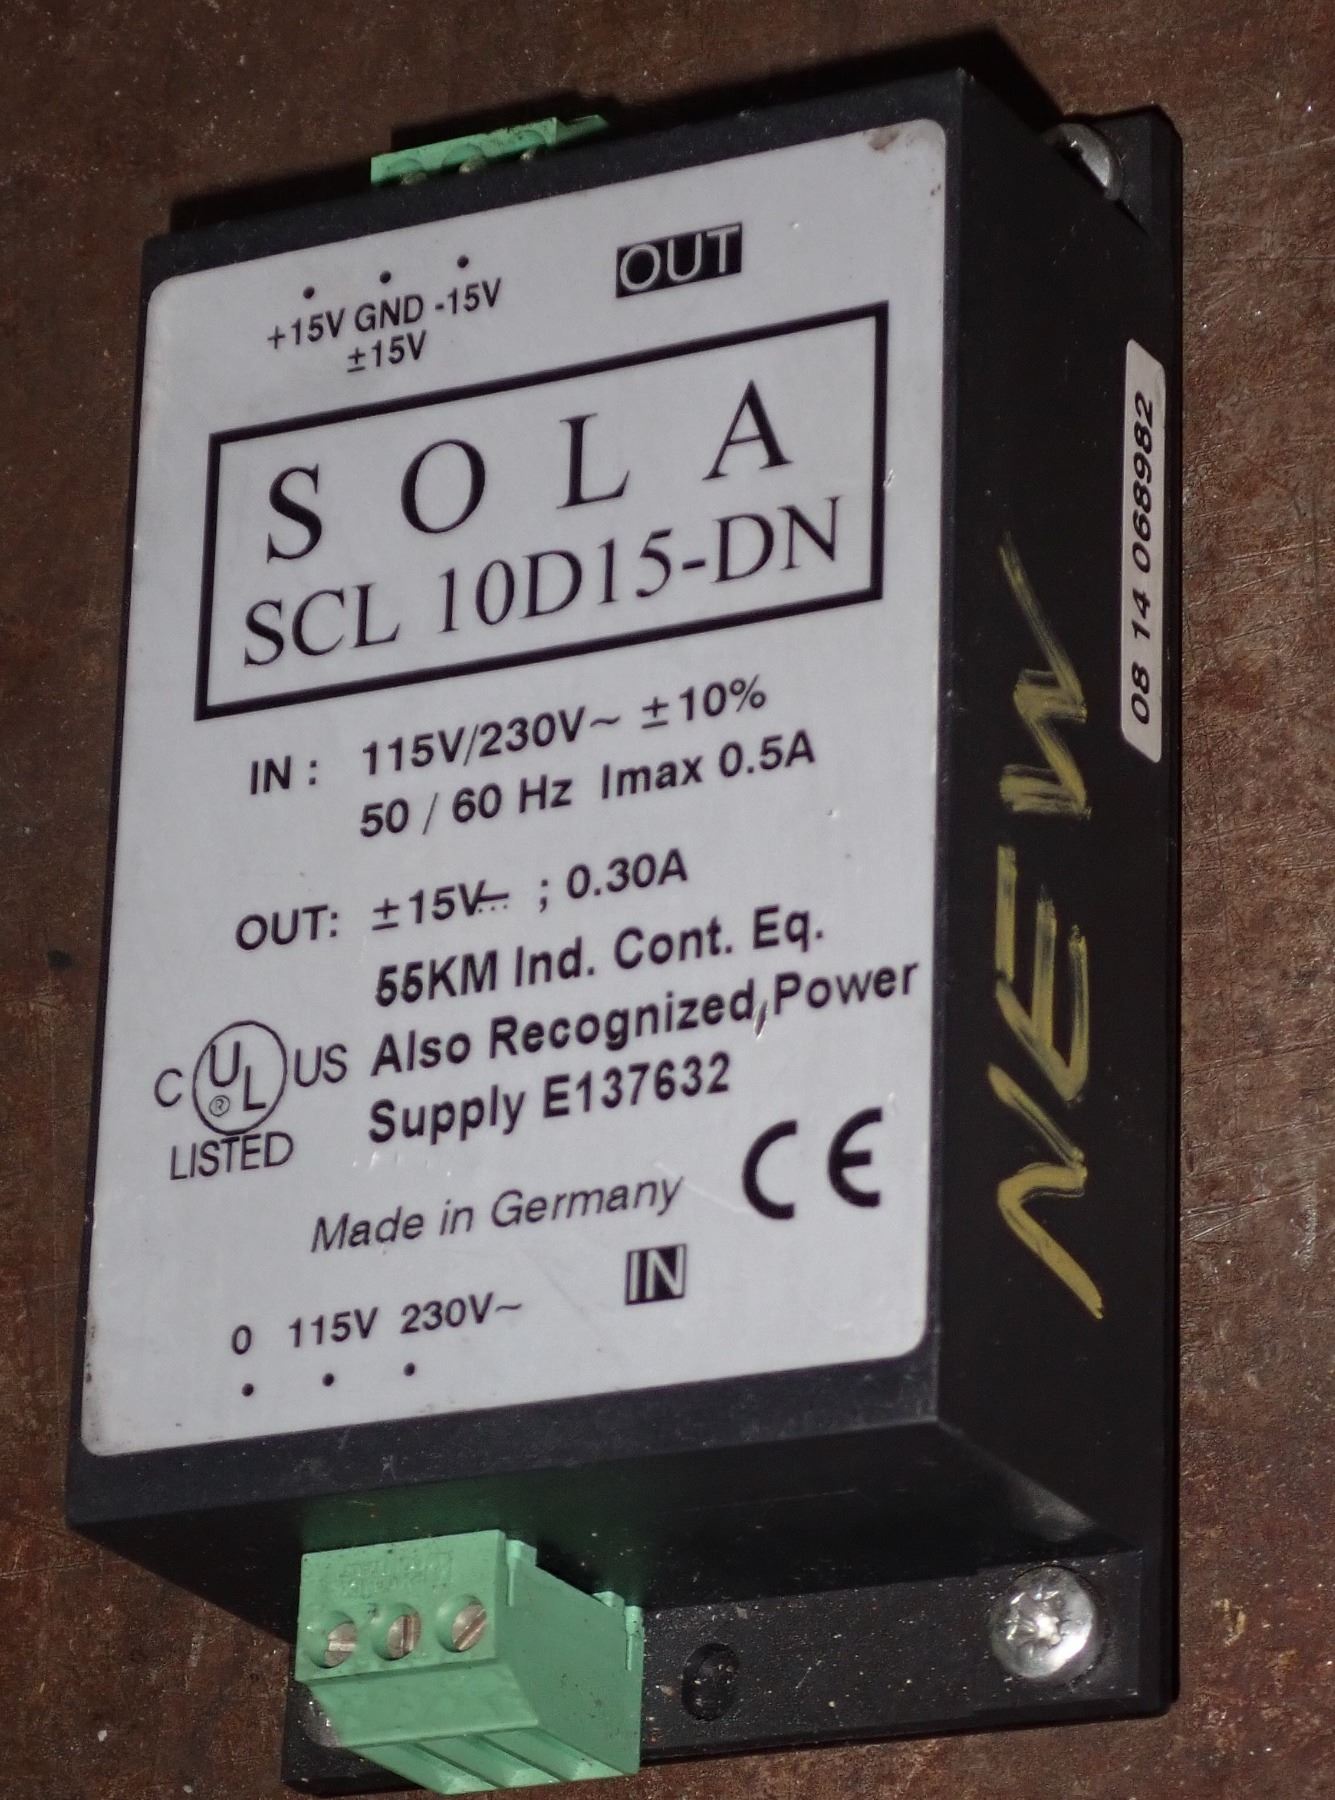 OUT
+15V GND -15V
±15V
SOLA
SCL 10D15-DN
IN : 115V/230V~ ±10%
50 / 60 Hz Imax 0.5A
OUT: ±15V⎓ ; 0.30A
55KM Ind. Cont. Eq.
C UL® US Also Recognized Power
LISTED Supply E137632
Made in Germany CE
IN
0 115V 230V~
08 14 068982
NEW